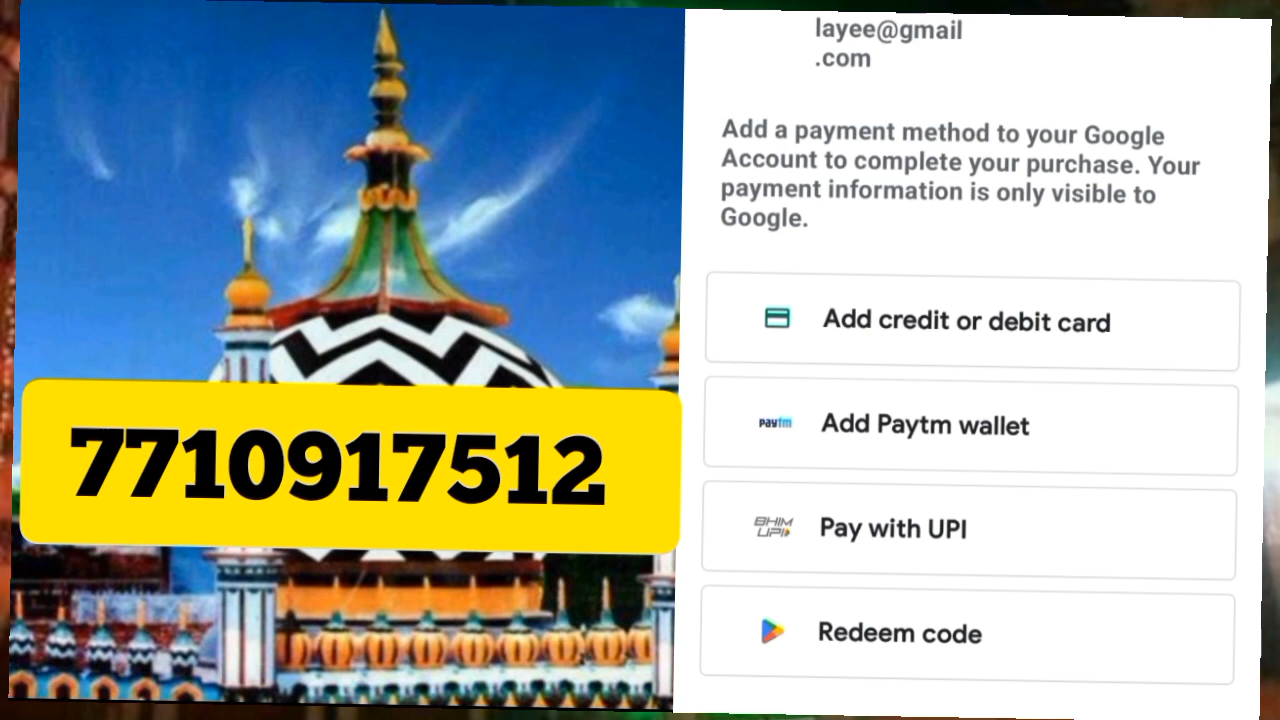 7710917512
layee@gmail
.com
Add a payment method to your Google
Account to complete your purchase. Your
payment information is only visible to
Google.
Add credit or debit card
paytm Add Paytm wallet
BHIM
UPI
Pay with UPI
Redeem code